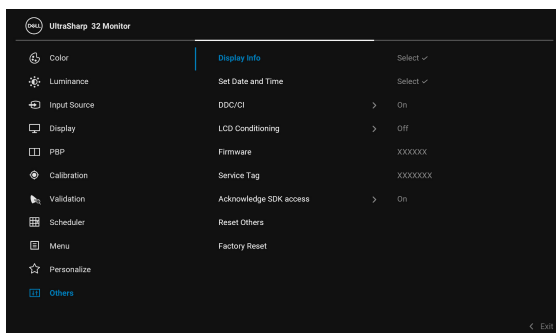 DELL UltraSharp 32 Monitor
Color Display Info Select ✓
Luminance Set Date and Time Select ✓
Input Source DDC/CI > On
Display LCD Conditioning > Off
PBP Firmware XXXXXX
Calibration Service Tag XXXXXXX
Validation Acknowledge SDK access > On
Scheduler Reset Others
Menu Factory Reset
Personalize
Others
< Exit